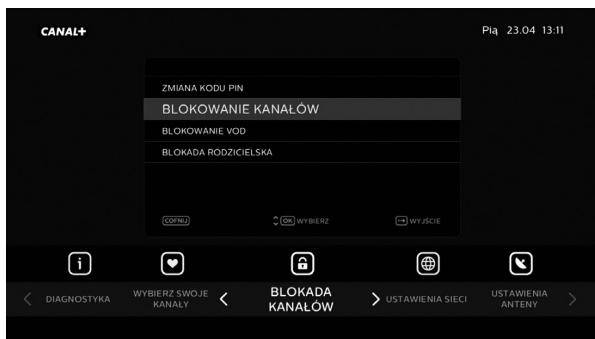 CANAL+
Pią 23.04 13:11
ZMIANA KODU PIN
BLOKOWANIE KANAŁÓW
BLOKOWANIE VOD
BLOKADA RODZICIELSKA
COFNIJ OK WYBIERZ WYJŚCIE
DIAGNOSTYKA
WYBIERZ SWOJE
KANAŁY
BLOKADA
KANAŁÓW
USTAWIENIA SIECI
USTAWIENIA
ANTENY